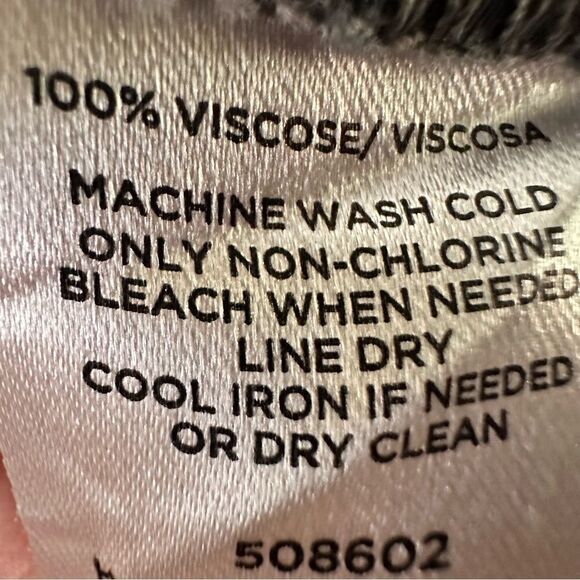 100% VISCOSE/ VISCOSA
MACHINE WASH COLD
ONLY NON-CHLORINE
BLEACH WHEN NEEDED
LINE DRY
COOL IRON IF NEEDED
OR DRY CLEAN
508602